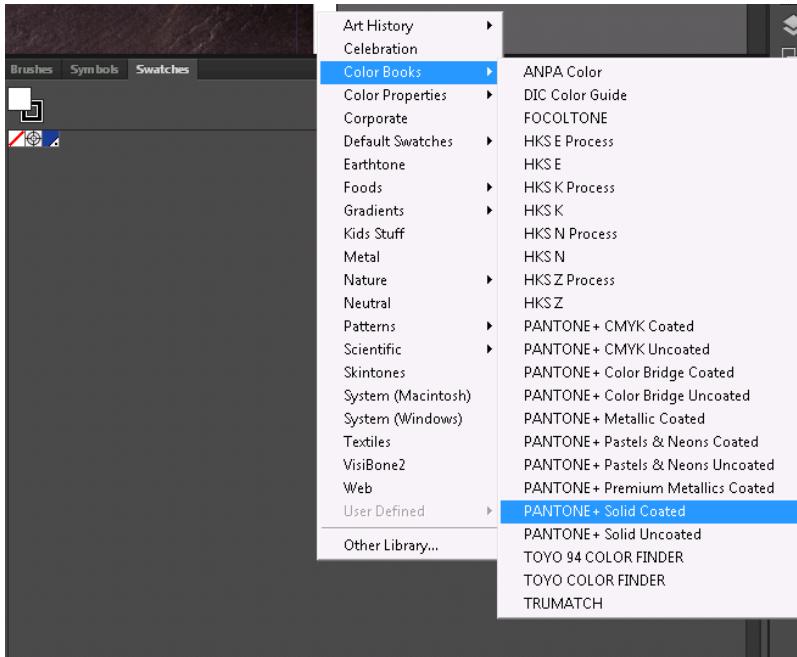 Brushes Symbols Swatches
Art History
Celebration
Color Books
Color Properties
Corporate
Default Swatches
Earthtone
Foods
Gradients
Kids Stuff
Metal
Nature
Neutral
Patterns
Scientific
Skintones
System (Macintosh)
System (Windows)
Textiles
VisiBone2
Web
User Defined
Other Library...
ANPA Color
DIC Color Guide
FOCOLTONE
HKS E Process
HKS E
HKS K Process
HKS K
HKS N Process
HKS N
HKS Z Process
HKS Z
PANTONE+ CMYK Coated
PANTONE+ CMYK Uncoated
PANTONE+ Color Bridge Coated
PANTONE+ Color Bridge Uncoated
PANTONE+ Metallic Coated
PANTONE+ Pastels & Neons Coated
PANTONE+ Pastels & Neons Uncoated
PANTONE+ Premium Metallics Coated
PANTONE+ Solid Coated
PANTONE+ Solid Uncoated
TOYO 94 COLOR FINDER
TOYO COLOR FINDER
TRUMATCH